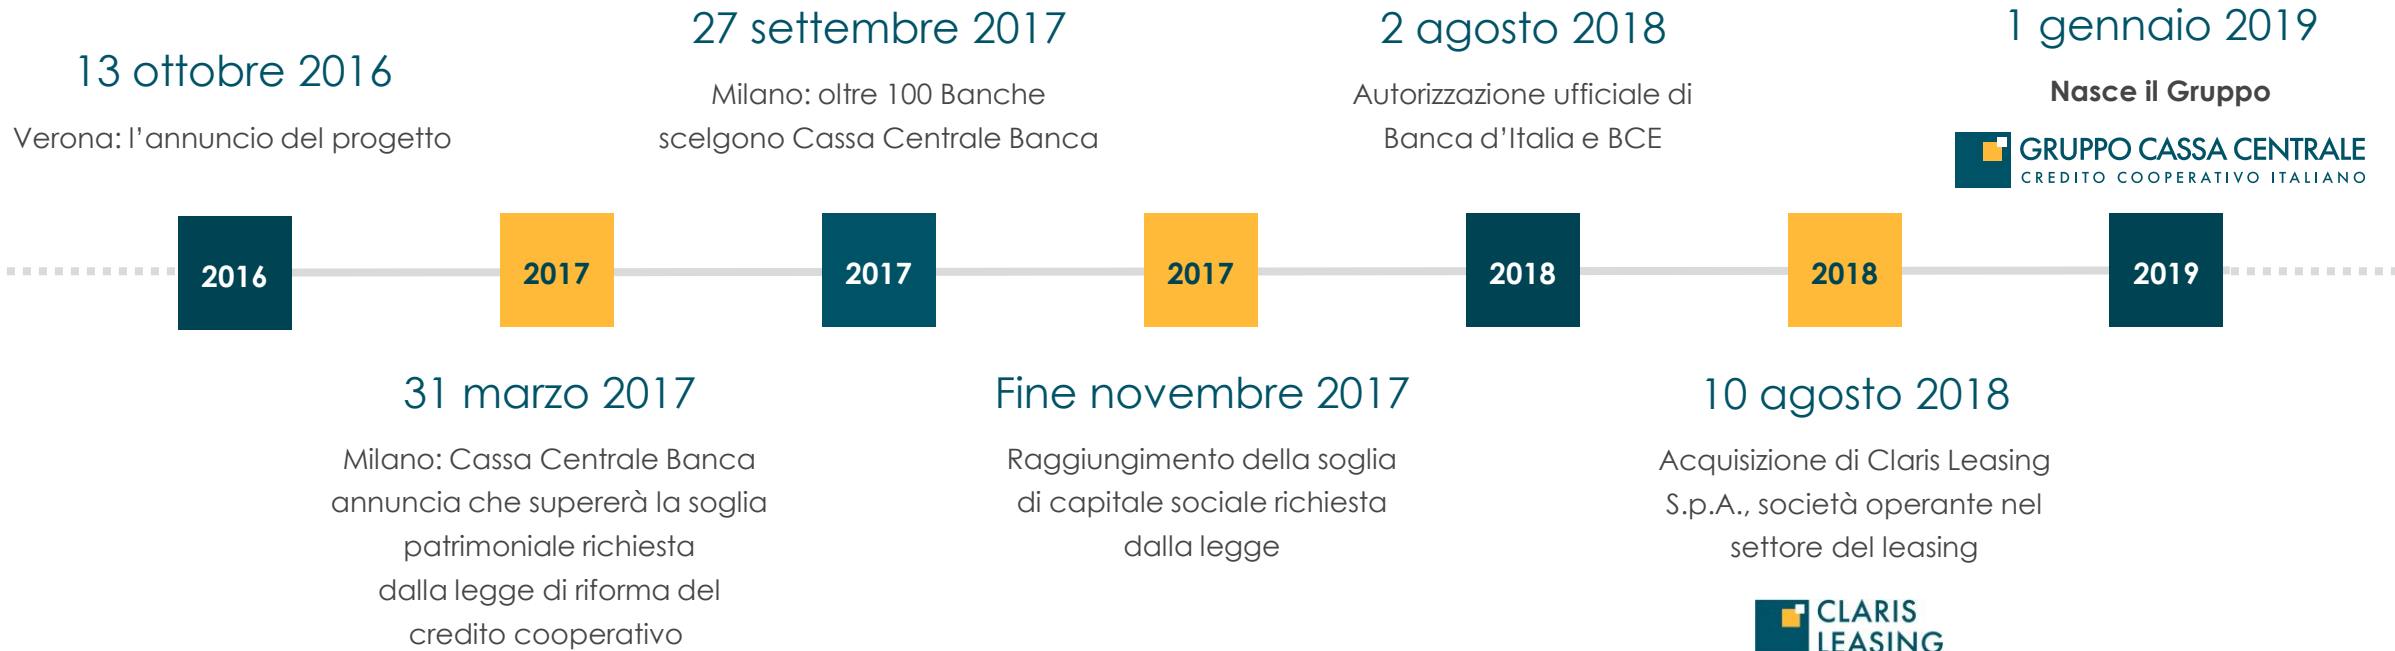 13 ottobre 2016
Verona: l’annuncio del progetto
27 settembre 2017
Milano: oltre 100 Banche
scelgono Cassa Centrale Banca
2 agosto 2018
Autorizzazione ufficiale di
Banca d’Italia e BCE
1 gennaio 2019
Nasce il Gruppo
GRUPPO CASSA CENTRALE
CREDITO COOPERATIVO ITALIANO
2016
2017
2017
2017
2018
2018
2019
31 marzo 2017
Milano: Cassa Centrale Banca
annuncia che supererà la soglia
patrimoniale richiesta
dalla legge di riforma del
credito cooperativo
Fine novembre 2017
Raggiungimento della soglia
di capitale sociale richiesta
dalla legge
10 agosto 2018
Acquisizione di Claris Leasing
S.p.A., società operante nel
settore del leasing
CLARIS
LEASING